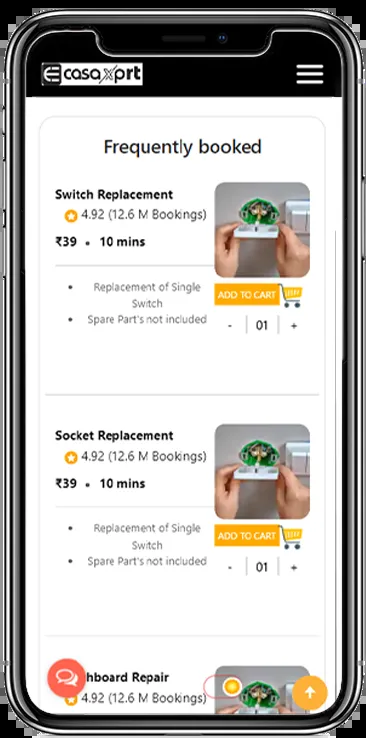 casaxprt
Frequently booked
Switch Replacement
4.92 (12.6 M Bookings)
₹39 • 10 mins
ADD TO CART
• Replacement of Single
Switch
• Spare Part's not included
- 01 +
Socket Replacement
4.92 (12.6 M Bookings)
₹39 • 10 mins
ADD TO CART
• Replacement of Single
Switch
• Spare Part's not included
- 01 +
hboard Repair
4.92 (12.6 M Bookings)